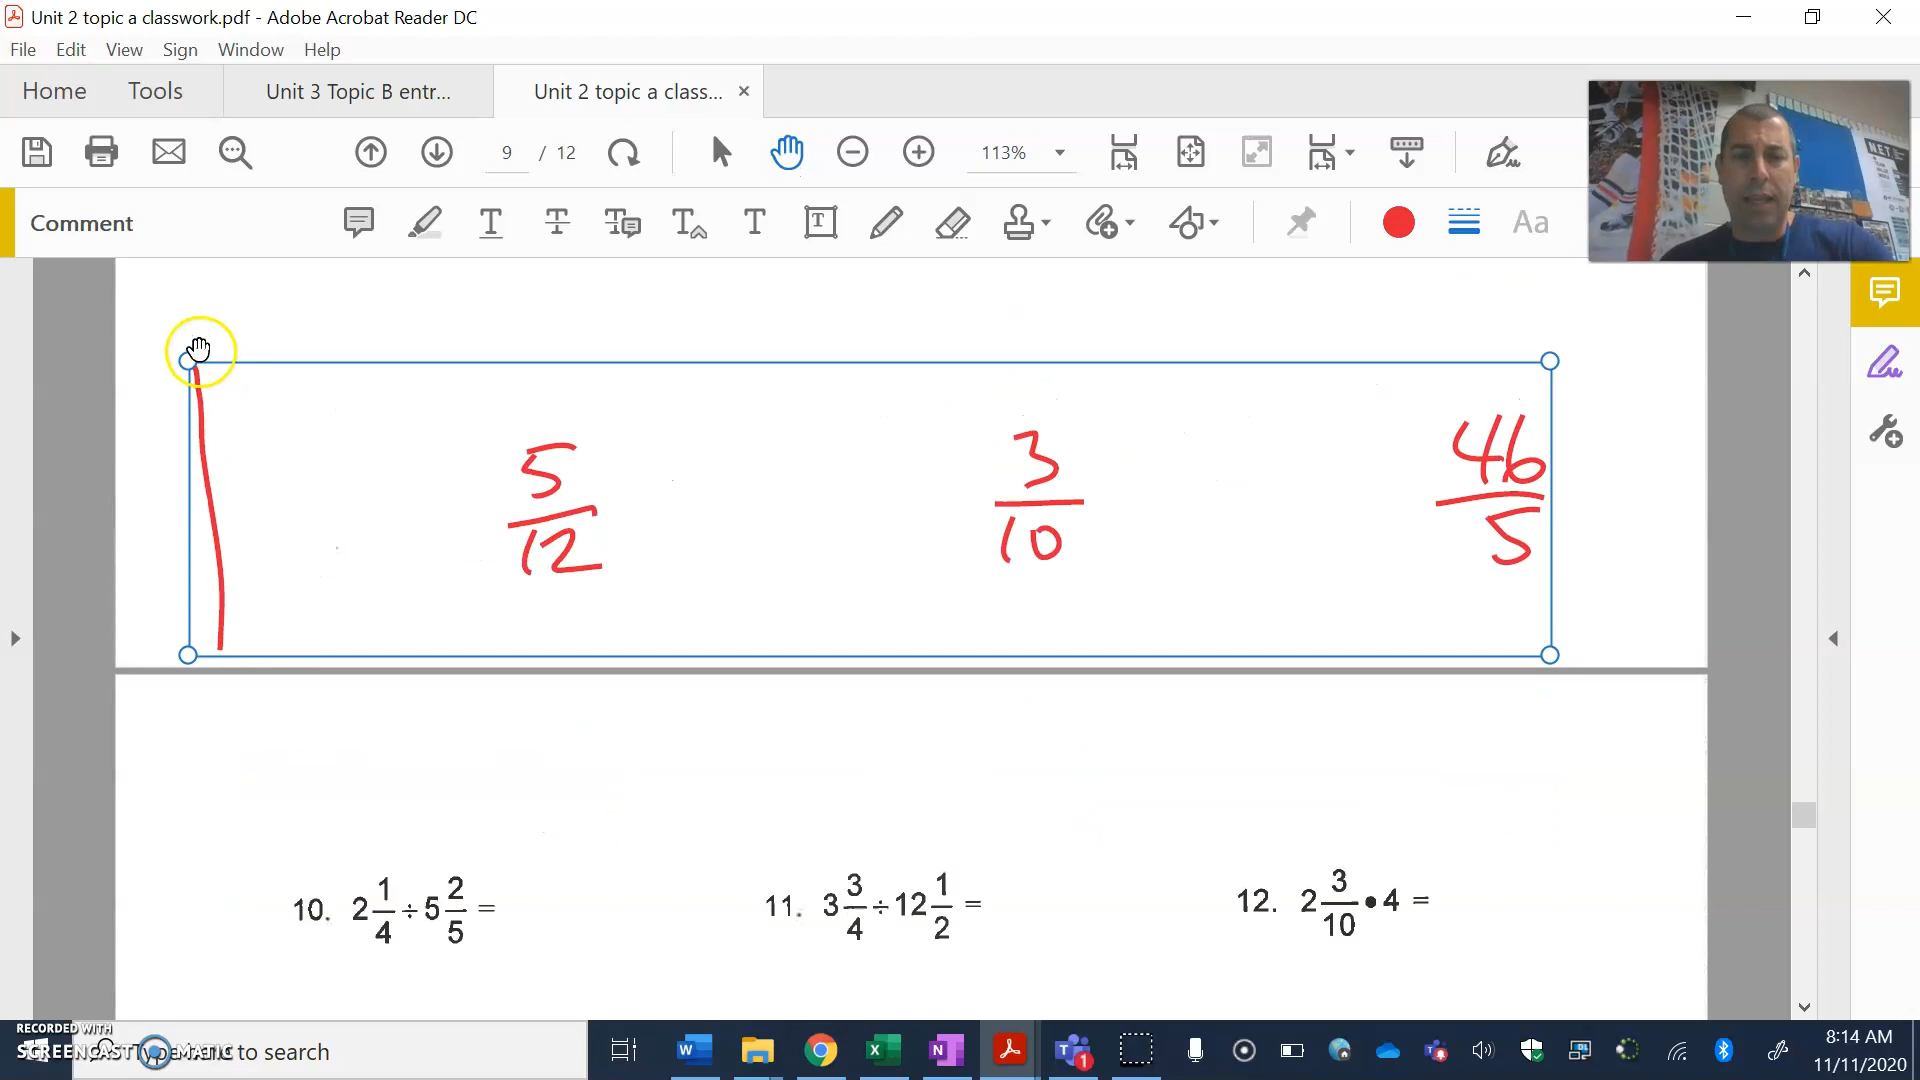 Unit 2 topic a classwork.pdf - Adobe Acrobat Reader DC
File Edit View Sign Window Help
Home Tools Unit 3 Topic B entr... Unit 2 topic a class... ×
9 / 12 113%
Comment
Aa
N.E.T.
5/12 3/10 46/5
10. 2 1/4 ÷ 5 2/5 =
11. 3 3/4 ÷ 12 1/2 =
12. 2 3/10 • 4 =
RECORDED WITH
SCREENCAST MATIC
to search
8:14 AM
11/11/2020